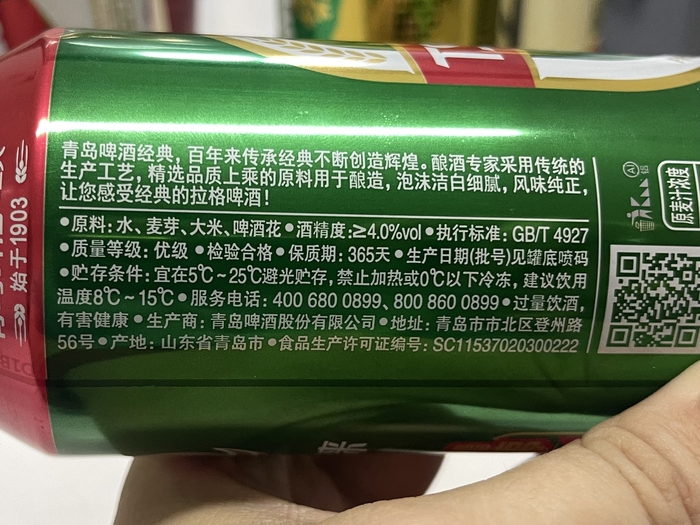 青岛啤酒经典，百年来传承经典不断创造辉煌。酿酒专家采用传统的
生产工艺，精选品质上乘的原料用于酿造，泡沫洁白细腻，风味纯正，
让您感受经典的拉格啤酒！
•原料：水、麦芽、大米、啤酒花•酒精度：≥4.0%vol•执行标准：GB/T 4927
•质量等级：优级•检验合格•保质期：365天•生产日期(批号)见罐底喷码
•贮存条件：宜在5℃~25℃避光贮存，禁止加热或0℃以下冷冻，建议饮用
温度8℃~15℃•服务电话：400 680 0899、800 860 0899•过量饮酒，
有害健康•生产商：青岛啤酒股份有限公司•地址：青岛市市北区登州路
56号•产地：山东省青岛市•食品生产许可证编号：SC11537020300222
始于1903
原麦汁浓度
Al
铝